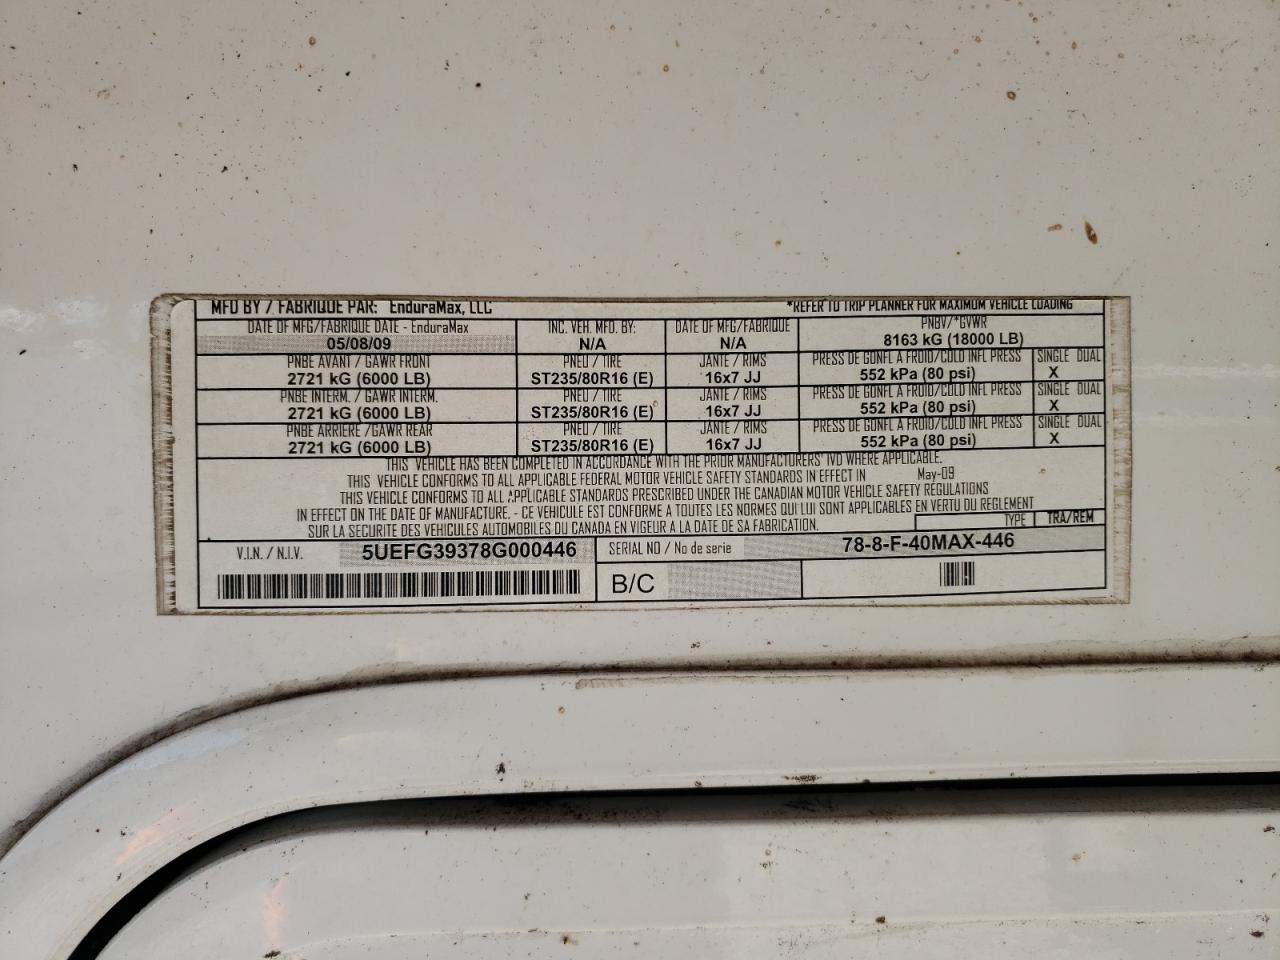 MFD BY / FABRIQUE PAR: EnduraMax, LLC *REFER TO TRIP PLANNER FOR MAXIMUM VEHICLE LOADING
DATE OF MFG/FABRIQUE DATE - EnduraMax INC. VEH. MFD. BY: DATE OF MFG/FABRIQUE PNBV/*GVWR
05/08/09 N/A N/A 8163 kG (18000 LB)
PNBE AVANT / GAWR FRONT PNEU / TIRE JANTE / RIMS PRESS DE GONFL A FROID/COLD INFL PRESS SINGLE DUAL
2721 kG (6000 LB) ST235/80R16 (E) 16x7 JJ 552 kPa (80 psi) X
PNBE INTERM. / GAWR INTERM. PNEU / TIRE JANTE / RIMS PRESS DE GONFL A FROID/COLD INFL PRESS SINGLE DUAL
2721 kG (6000 LB) ST235/80R16 (E) 16x7 JJ 552 kPa (80 psi) X
PNBE ARRIERE /GAWR REAR PNEU / TIRE JANTE / RIMS PRESS DE GONFL A FROID/COLD INFL PRESS SINGLE DUAL
2721 kG (6000 LB) ST235/80R16 (E) 16x7 JJ 552 kPa (80 psi) X
THIS VEHICLE HAS BEEN COMPLETED IN ACCORDANCE WITH THE PRIOR MANUFACTURERS' IVD WHERE APPLICABLE.
THIS VEHICLE CONFORMS TO ALL APPLICABLE FEDERAL MOTOR VEHICLE SAFETY STANDARDS IN EFFECT IN May-09
THIS VEHICLE CONFORMS TO ALL APPLICABLE STANDARDS PRESCRIBED UNDER THE CANADIAN MOTOR VEHICLE SAFETY REGULATIONS
IN EFFECT ON THE DATE OF MANUFACTURE. - CE VEHICULE EST CONFORME A TOUTES LES NORMES QUI LUI SONT APPLICABLES EN VERTU DU REGLEMENT
SUR LA SECURITE DES VEHICULES AUTOMOBILES DU CANADA EN VIGEUR A LA DATE DE SA FABRICATION. TYPE TRA/REM
V.I.N. / N.I.V. 5UEFG39378G000446 SERIAL NO / No de serie 78-8-F-40MAX-446
B/C